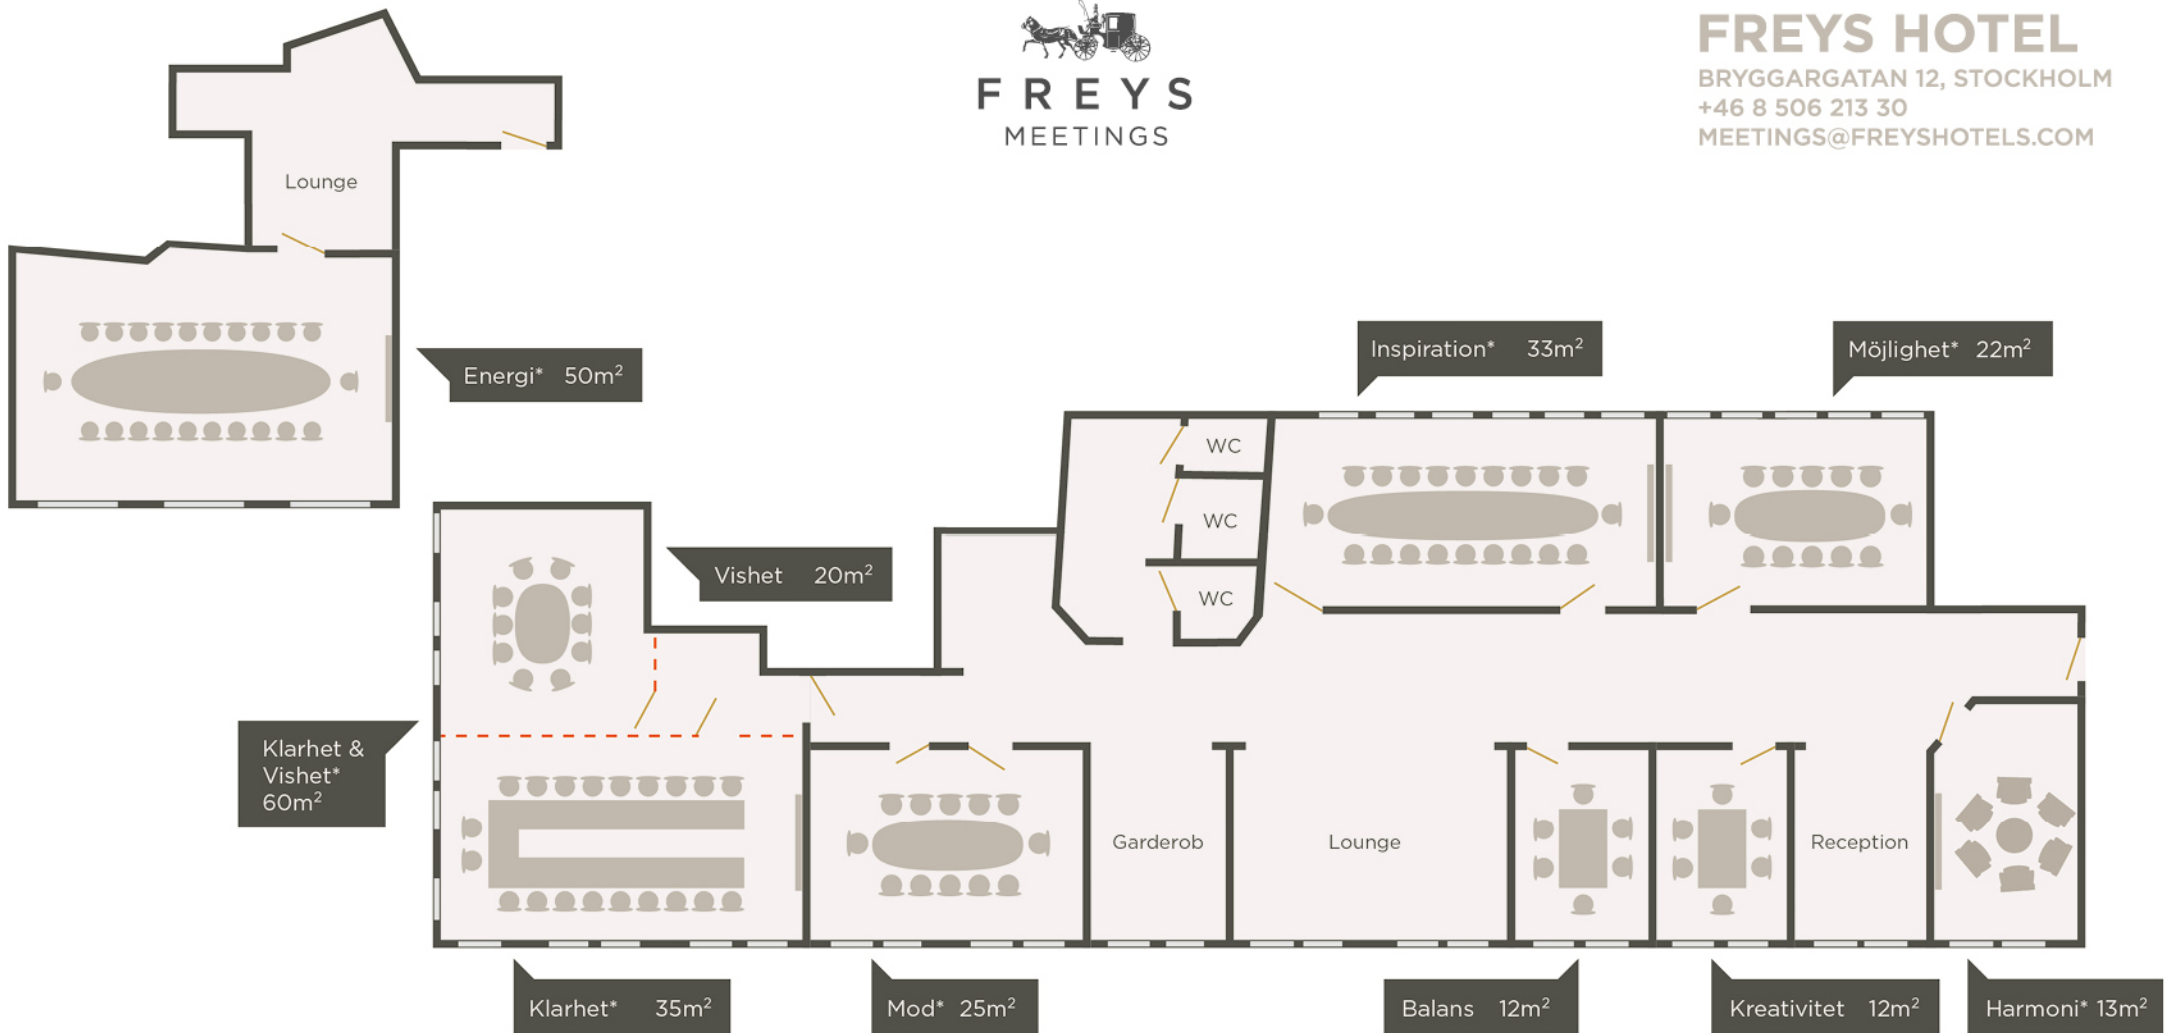 FREYS
MEETINGS
FREYS HOTEL
BRYGGARGATAN 12, STOCKHOLM
+46 8 506 213 30
MEETINGS@FREYSHOTELS.COM
Lounge
Energi* 50m²
Inspiration* 33m²
Möjlighet* 22m²
WC
WC
WC
Vishet 20m²
Klarhet &
Vishet*
60m²
Garderob
Lounge
Reception
Klarhet* 35m²
Mod* 25m²
Balans 12m²
Kreativitet 12m²
Harmoni* 13m²